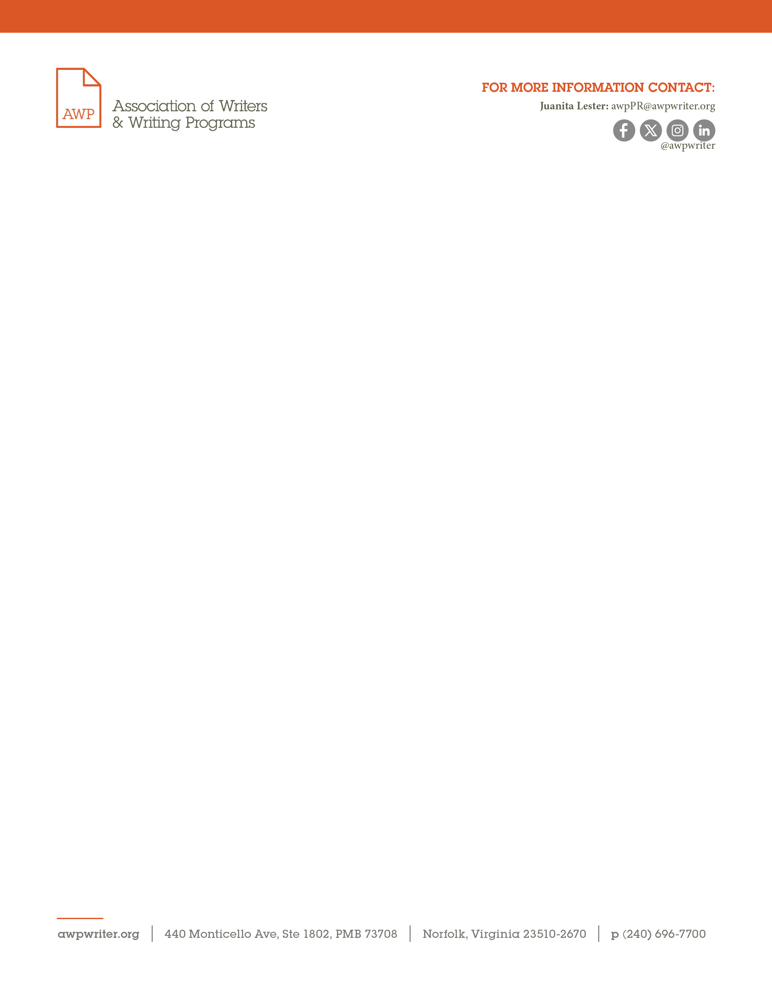 AWP
Association of Writers
& Writing Programs
FOR MORE INFORMATION CONTACT:
Juanita Lester: awpPR@awpwriter.org
@awpwriter
awpwriter.org | 440 Monticello Ave, Ste 1802, PMB 73708 | Norfolk, Virginia 23510-2670 | p (240) 696-7700